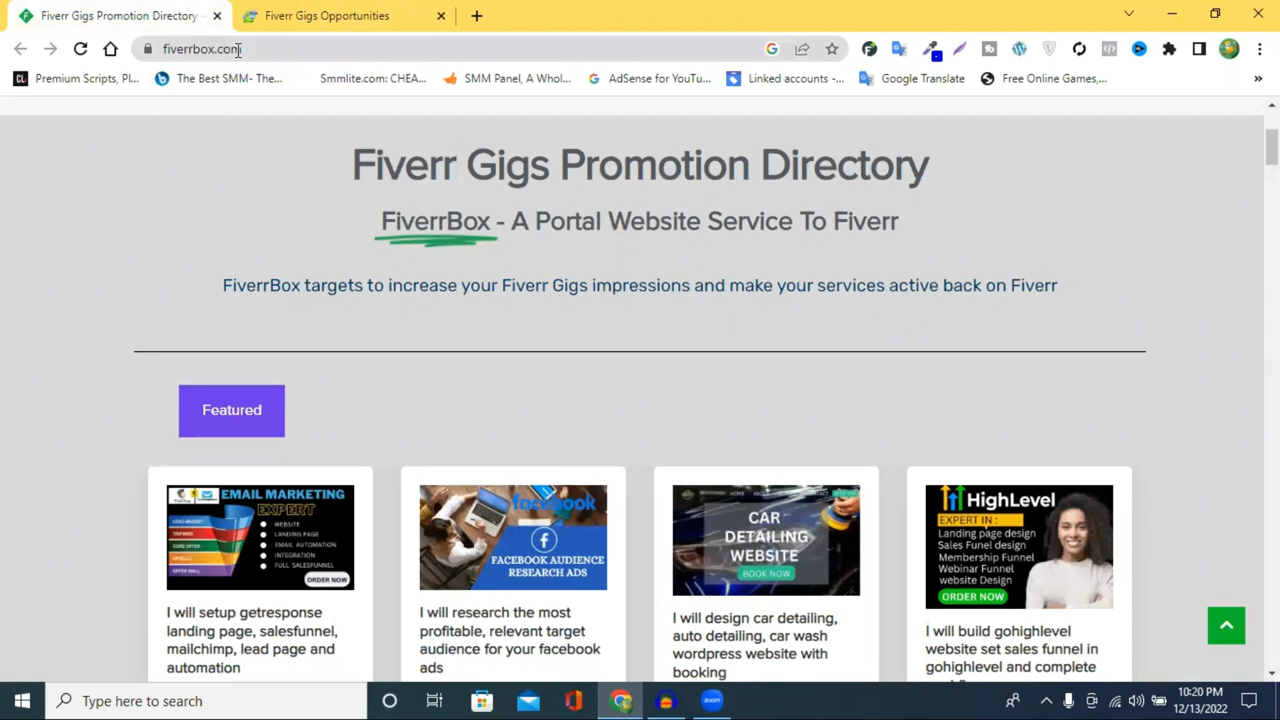 Fiverr Gigs Promotion Directory
Fiverr Gigs Opportunities
fiverrbox.com
Premium Scripts, Pl...
The Best SMM- The...
Smmlite.com: CHEA...
SMM Panel, A Whol...
AdSense for YouTu...
Linked accounts -...
Google Translate
Free Online Games,...
Fiverr Gigs Promotion Directory
FiverrBox - A Portal Website Service To Fiverr
FiverrBox targets to increase your Fiverr Gigs impressions and make your services active back on Fiverr
Featured
EMAIL MARKETING
EXPERT
WEBSITE
LANDING PAGE
EMAIL AUTOMATION
INTEGRATION
FULL SALESFUNNEL
ORDER NOW
I will setup getresponse
landing page, salesfunnel,
mailchimp, lead page and
automation
facebook
FACEBOOK AUDIENCE
RESEARCH ADS
I will research the most
profitable, relevant target
audience for your facebook
ads
CAR
DETAILING
WEBSITE
BOOK NOW
I will design car detailing,
auto detailing, car wash
wordpress website with
booking
HighLevel
EXPERT IN :
Landing page design
Sales Funel design
Membership Funnel
Webinar Funnel
website Design
ORDER NOW
I will build gohighlevel
website set sales funnel in
gohighlevel and complete
Type here to search
10:20 PM
12/13/2022